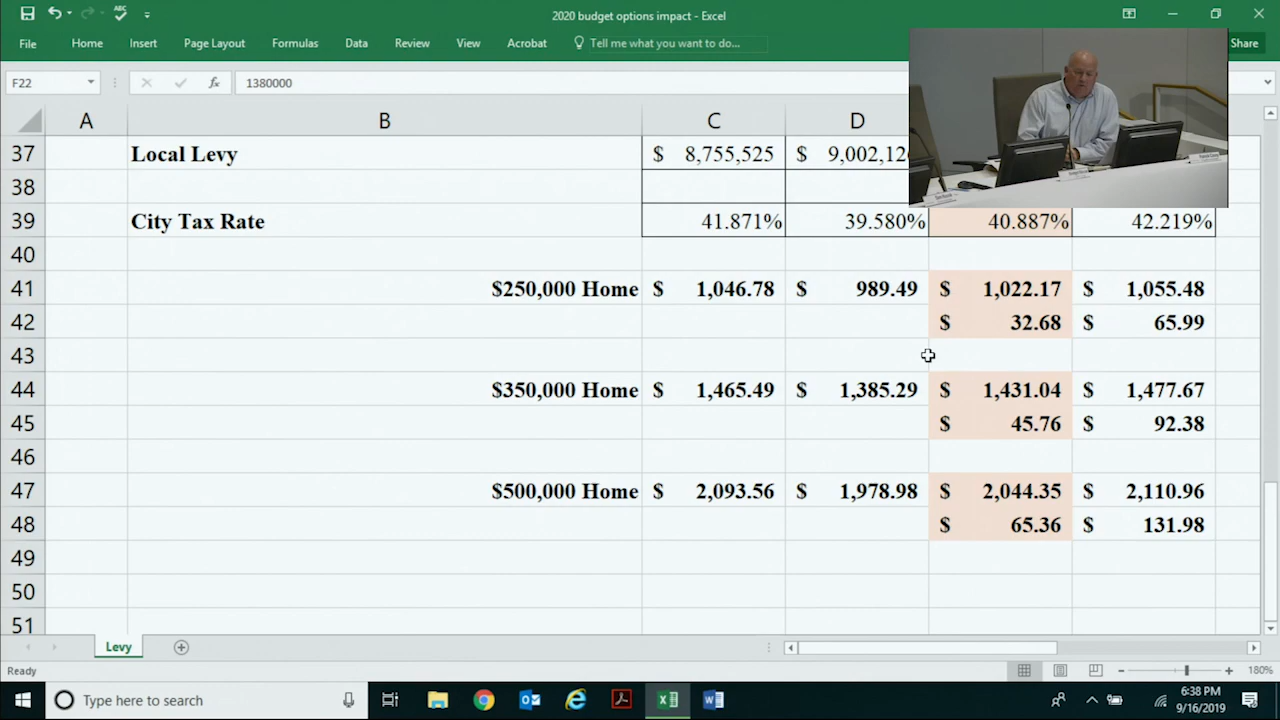 2020 budget options impact - Excel
File Home Insert Page Layout Formulas Data Review View Acrobat Tell me what you want to do... Share
F22 fx 1380000
A B C D
37 Local Levy $ 8,755,525 $ 9,002,12
38
39 City Tax Rate 41.871% 39.580% 40.887% 42.219%
40
41 $250,000 Home $ 1,046.78 $ 989.49 $ 1,022.17 $ 1,055.48
42 $ 32.68 $ 65.99
43
44 $350,000 Home $ 1,465.49 $ 1,385.29 $ 1,431.04 $ 1,477.67
45 $ 45.76 $ 92.38
46
47 $500,000 Home $ 2,093.56 $ 1,978.98 $ 2,044.35 $ 2,110.96
48 $ 65.36 $ 131.98
49
50
51
Levy
Ready 180%
Type here to search 6:38 PM
9/16/2019